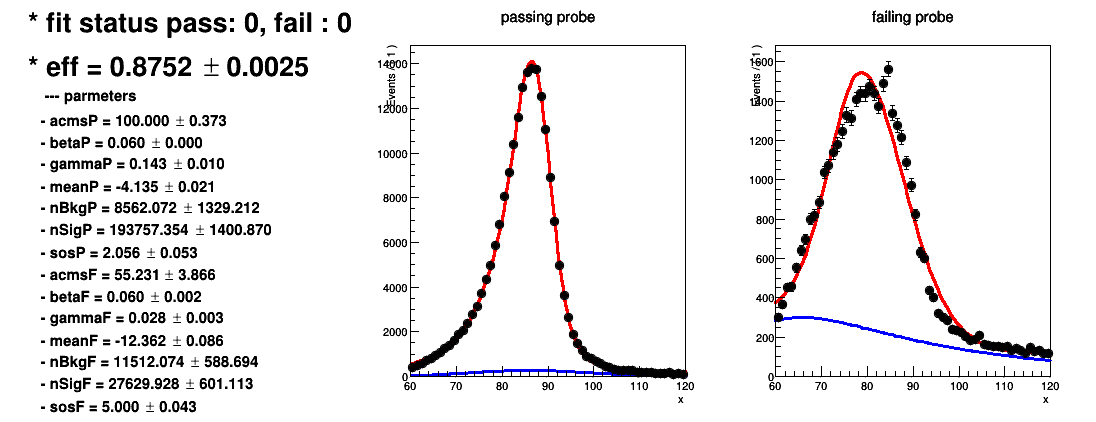 * fit status pass: 0, fail : 0
* eff = 0.8752 ± 0.0025
--- parmeters
- acmsP = 100.000 ± 0.373
- betaP = 0.060 ± 0.000
- gammaP = 0.143 ± 0.010
- meanP = -4.135 ± 0.021
- nBkgP = 8562.072 ± 1329.212
- nSigP = 193757.354 ± 1400.870
- sosP = 2.056 ± 0.053
- acmsF = 55.231 ± 3.866
- betaF = 0.060 ± 0.002
- gammaF = 0.028 ± 0.003
- meanF = -12.362 ± 0.086
- nBkgF = 11512.074 ± 588.694
- nSigF = 27629.928 ± 601.113
- sosF = 5.000 ± 0.043
passing probe
Events / ( 1 )
14000
12000
10000
8000
6000
4000
2000
0
60 70 80 90 100 110 120
x
failing probe
Events / ( 1 )
1600
1400
1200
1000
800
600
400
200
0
60 70 80 90 100 110 120
x